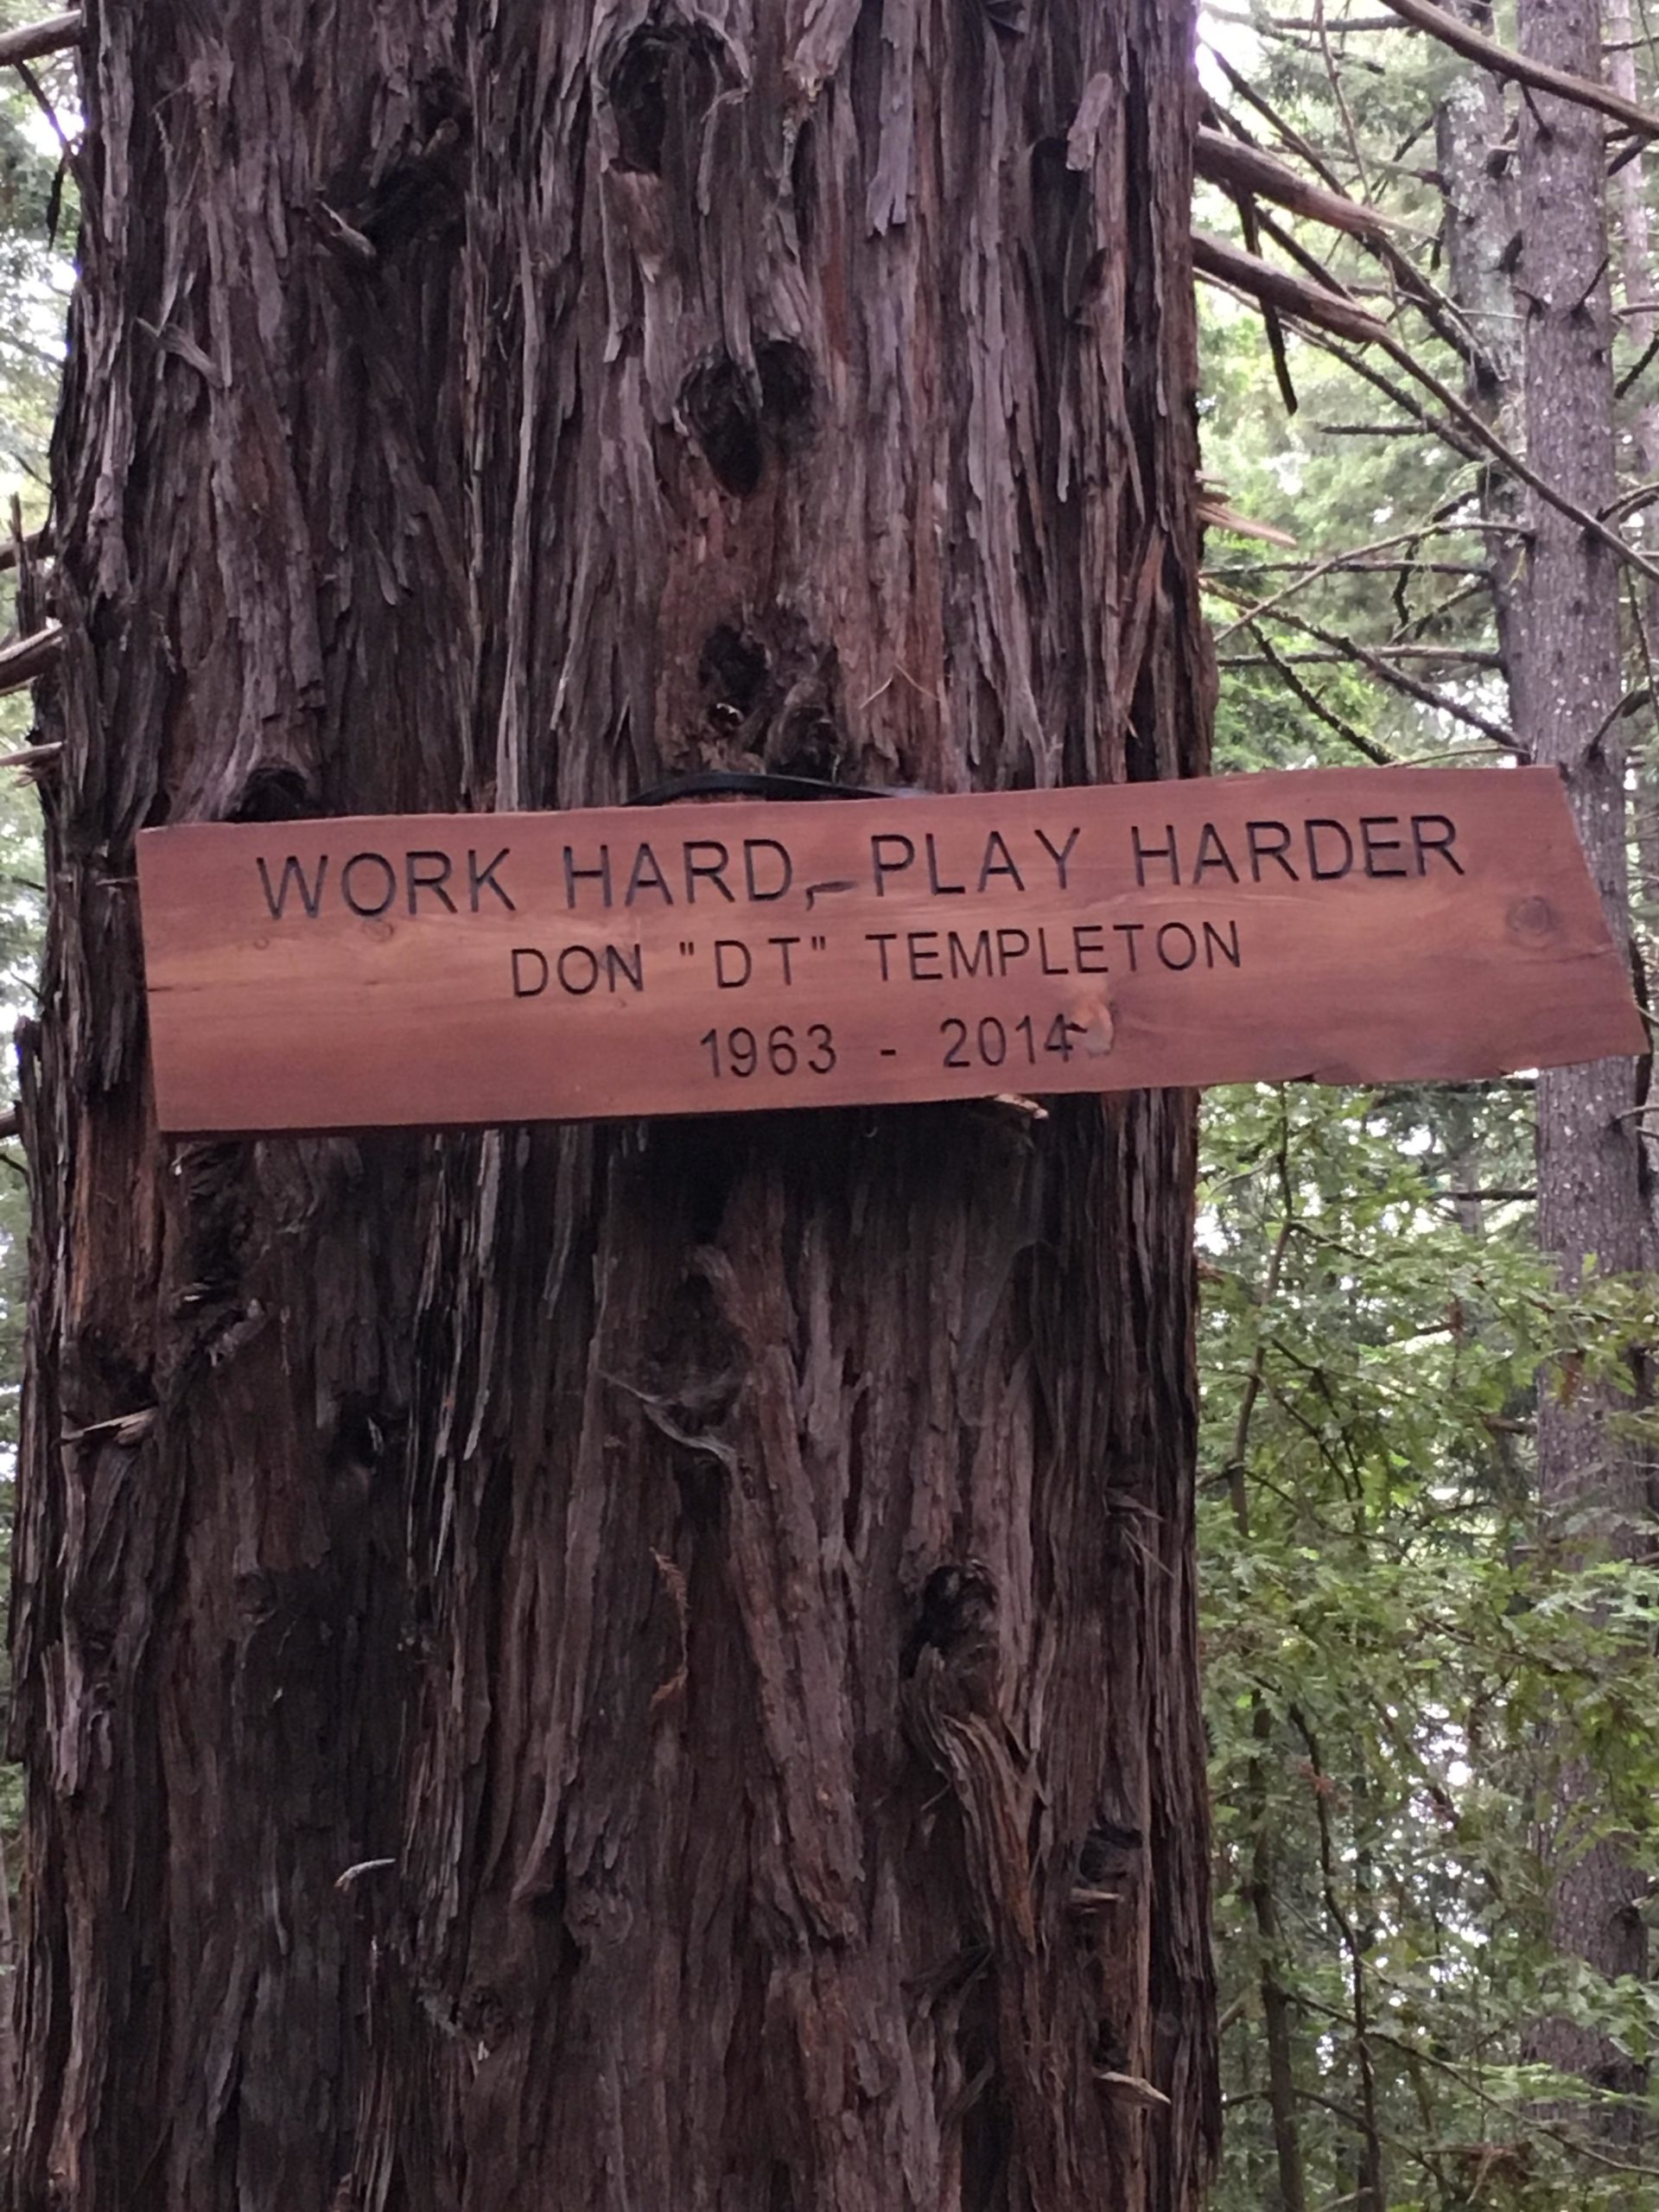 WORK HARD, PLAY HARDER
DON "DT" TEMPLETON
1963 - 2014